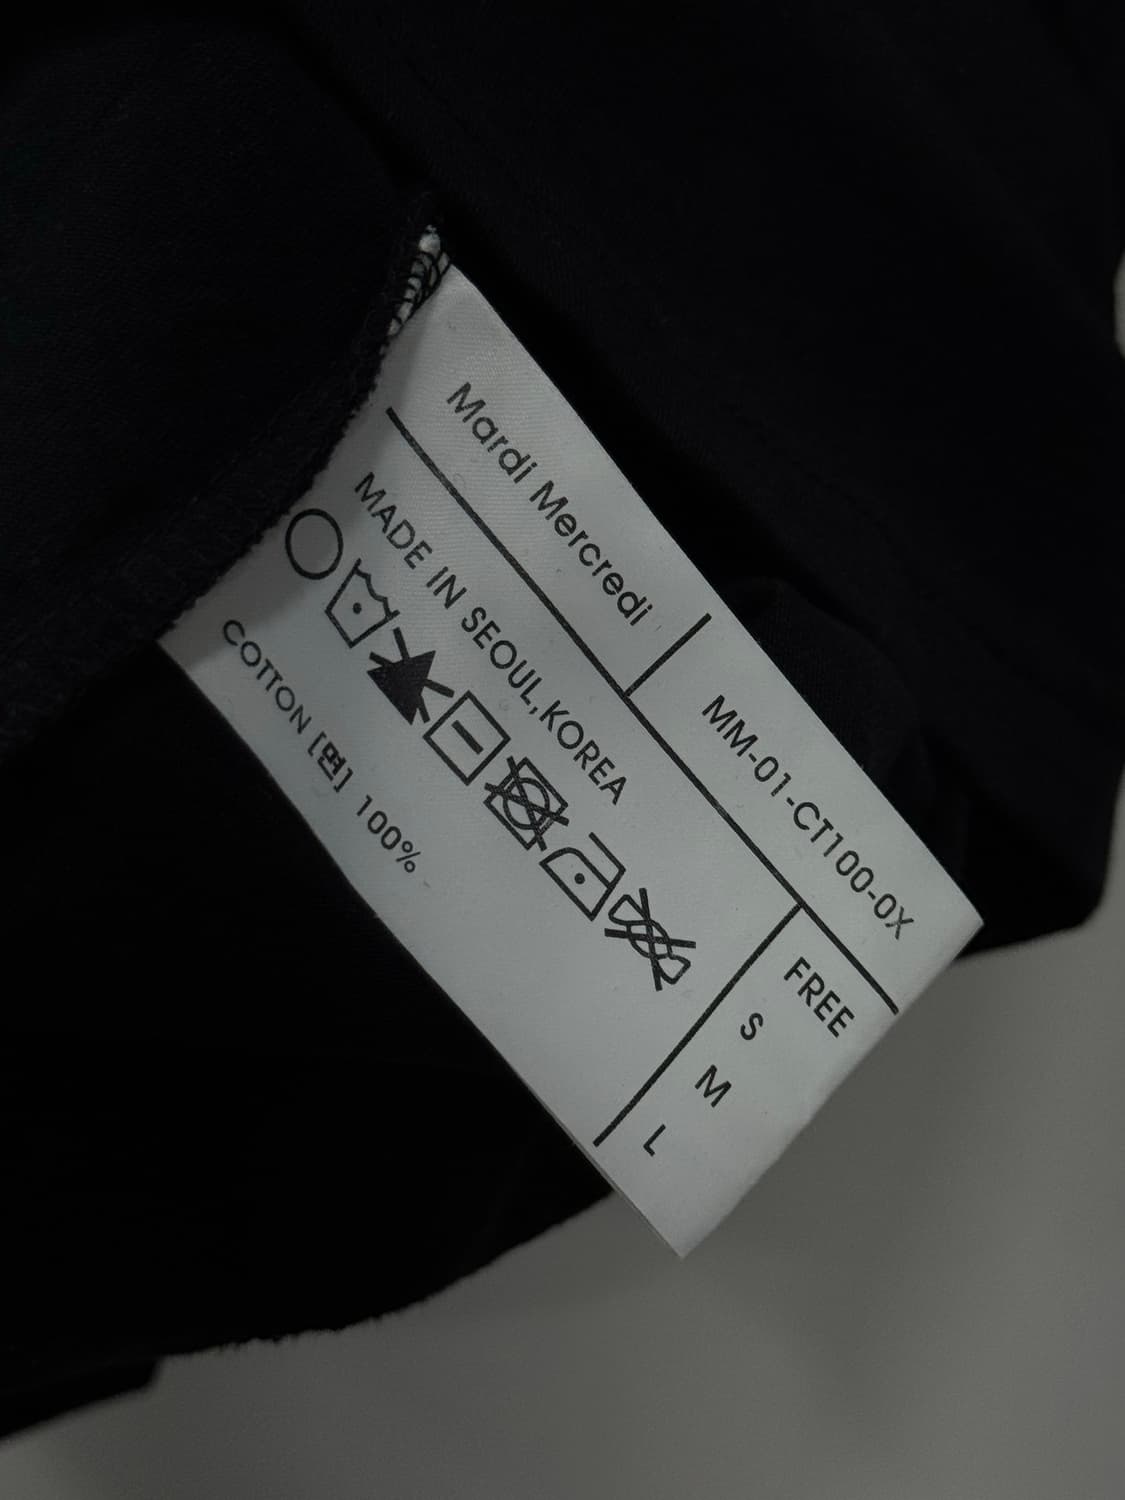 Mardi Mercredi
MM-01-CT100-0X
MADE IN SEOUL,KOREA
COTTON [면] 100%
FREE
S
M
L